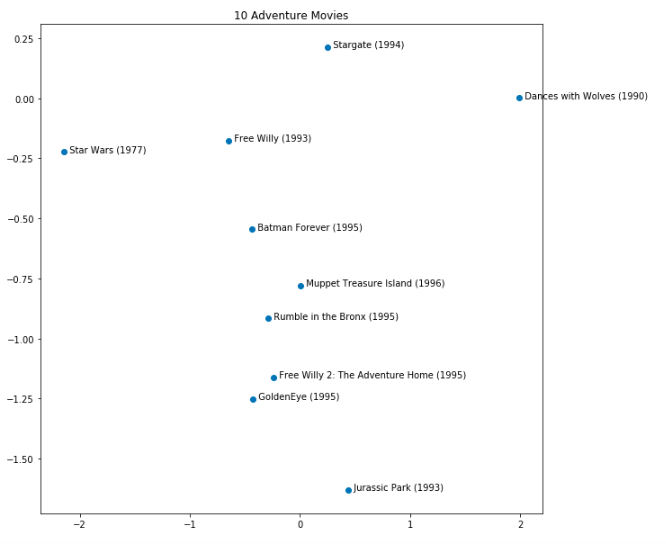 10 Adventure Movies
0.25
Stargate (1994)
0.00
Dances with Wolves (1990)
Free Willy (1993)
Star Wars (1977)
−0.25
−0.50
Batman Forever (1995)
−0.75
Muppet Treasure Island (1996)
Rumble in the Bronx (1995)
−1.00
Free Willy 2: The Adventure Home (1995)
−1.25
GoldenEye (1995)
−1.50
Jurassic Park (1993)
−2 −1 0 1 2